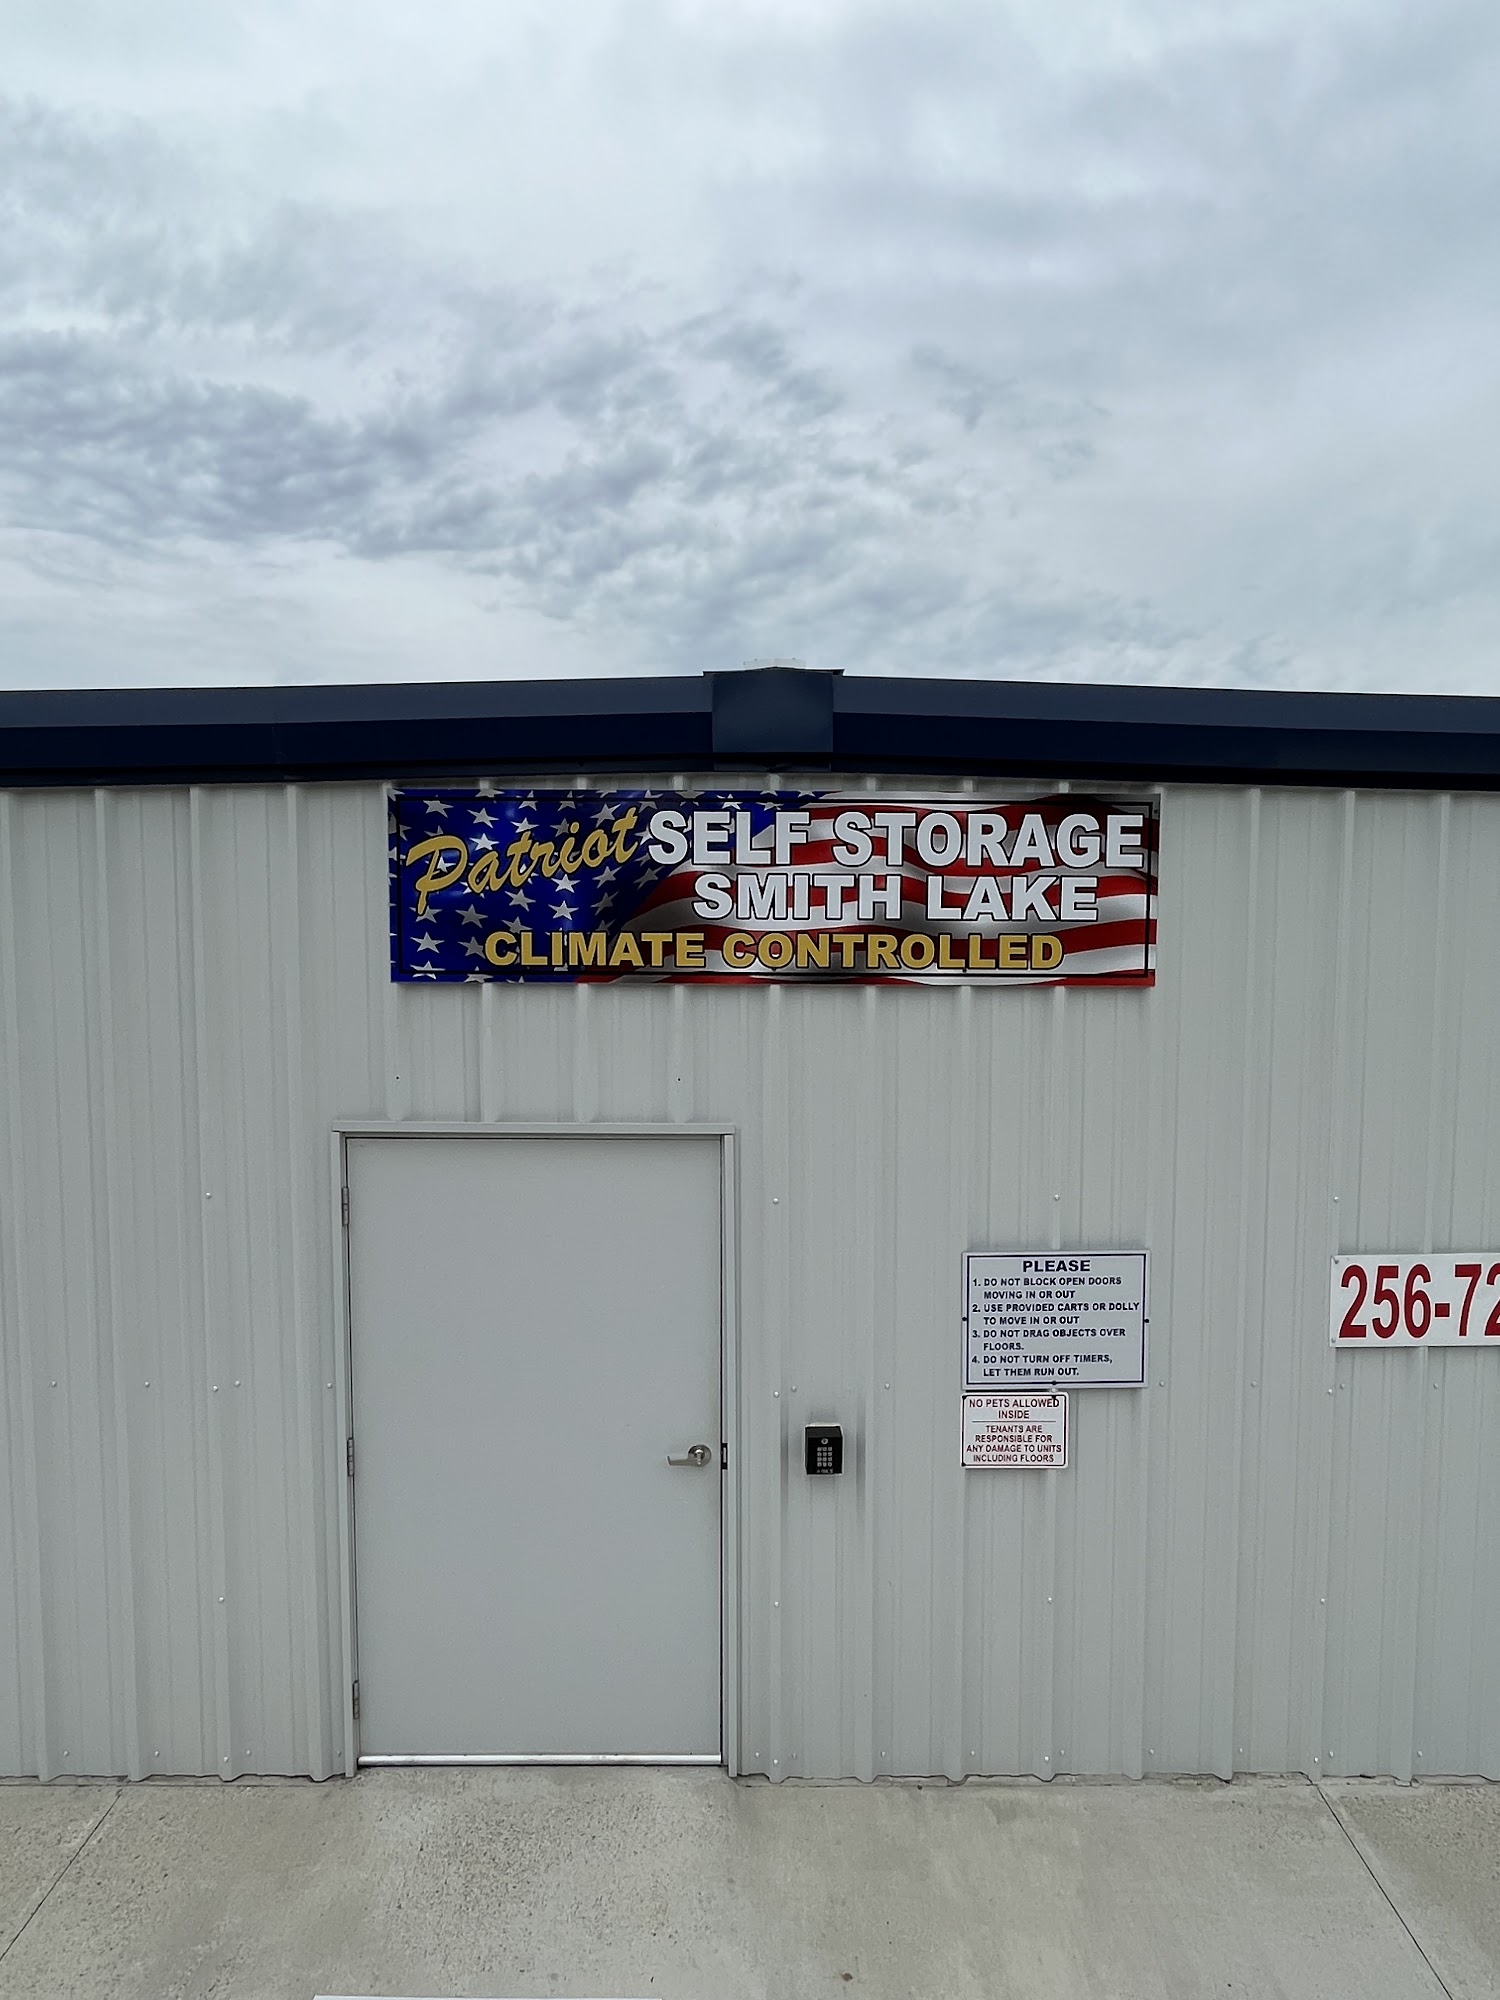 Patriot SELF STORAGE
SMITH LAKE
CLIMATE CONTROLLED
PLEASE
1. DO NOT BLOCK OPEN DOORS
MOVING IN OR OUT
2. USE PROVIDED CARTS OR DOLLY
TO MOVE IN OR OUT
3. DO NOT DRAG OBJECTS OVER
FLOORS.
4. DO NOT TURN OFF TIMERS,
LET THEM RUN OUT.
NO PETS ALLOWED
INSIDE
TENANTS ARE
RESPONSIBLE FOR
ANY DAMAGE TO UNITS
INCLUDING FLOORS
256-72